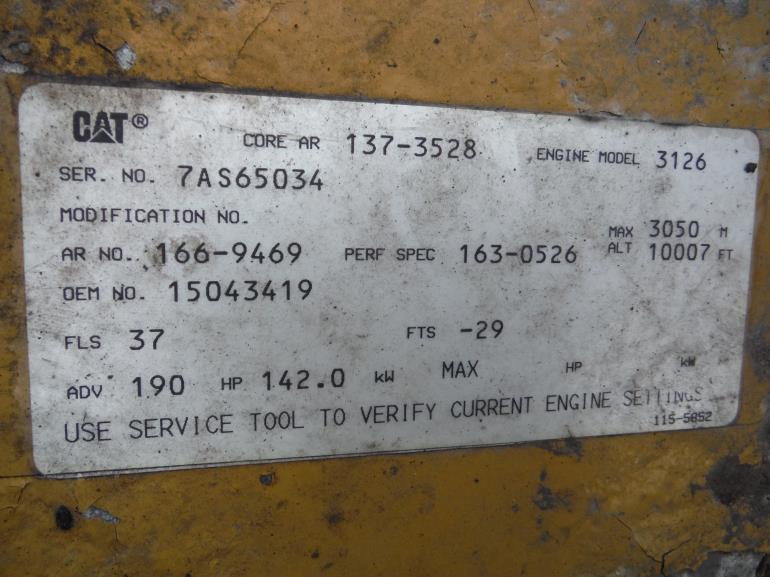 CAT® CORE AR 137-3528 ENGINE MODEL 3126
SER. NO. 7AS65034
MODIFICATION NO.
MAX 3050 M
AR NO. 166-9469 PERF SPEC 163-0526 ALT 10007 FT
OEM NO. 15043419
FLS 37 FTS -29
ADV 190 HP 142.0 kW MAX HP kW
USE SERVICE TOOL TO VERIFY CURRENT ENGINE SETTINGS
115-5852